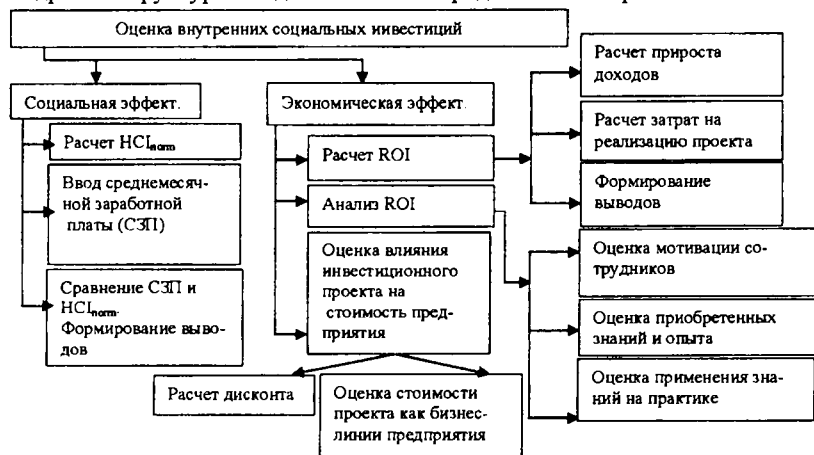 Оценка внутренних социальных инвестиций
Социальная эффект.
Расчет HCInorm
Ввод среднемесяч-
ной заработной
платы (СЗП)
Сравнение СЗП и
HCInorm.
Формирование выво-
дов
Экономическая эффект.
Расчет ROI
Анализ ROI
Оценка влияния
инвестиционного
проекта на
стоимость пред-
приятия
Расчет дисконта
Оценка стоимости
проекта как бизнес-
линии предприятия
Расчет прироста
доходов
Расчет затрат на
реализацию проекта
Формирование
выводов
Оценка мотивации со-
трудников
Оценка приобретенных
знаний и опыта
Оценка применения зна-
ний на практике